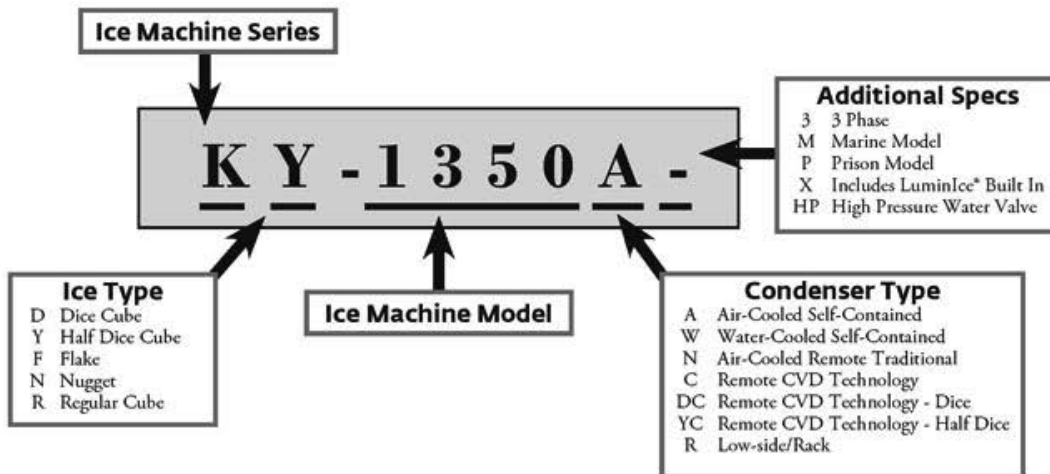 Ice Machine Series
K Y - 1 3 5 0 A -
Additional Specs
3 3 Phase
M Marine Model
P Prison Model
X Includes LuminIce® Built In
HP High Pressure Water Valve
Ice Type
D Dice Cube
Y Half Dice Cube
F Flake
N Nugget
R Regular Cube
Ice Machine Model
Condenser Type
A Air-Cooled Self-Contained
W Water-Cooled Self-Contained
N Air-Cooled Remote Traditional
C Remote CVD Technology
DC Remote CVD Technology - Dice
YC Remote CVD Technology - Half Dice
R Low-side/Rack